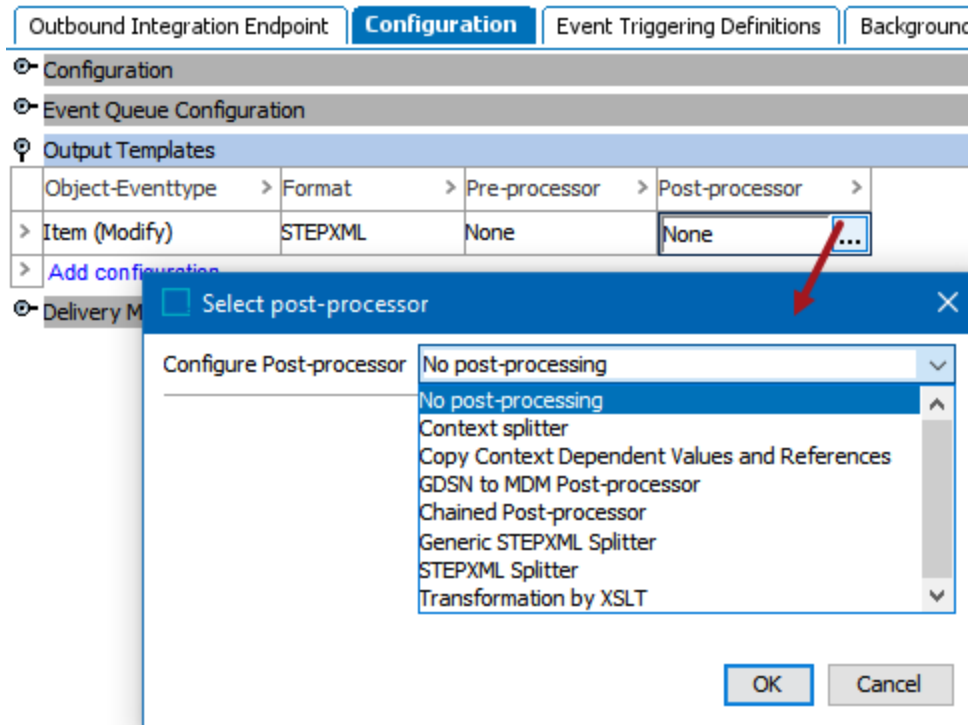 Outbound Integration Endpoint Configuration Event Triggering Definitions Background
Configuration
Event Queue Configuration
Output Templates
Object-Eventtype > Format > Pre-processor > Post-processor >
> Item (Modify) STEPXML None None ...
> Add configuration
Delivery M
Select post-processor
Configure Post-processor No post-processing
No post-processing
Context splitter
Copy Context Dependent Values and References
GDSN to MDM Post-processor
Chained Post-processor
Generic STEPXML Splitter
STEPXML Splitter
Transformation by XSLT
OK Cancel